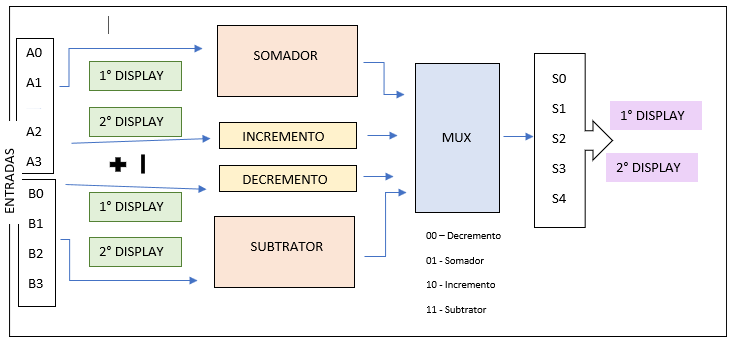 ENTRADAS
A0
A1
A2
A3
B0
B1
B2
B3
1° DISPLAY
2° DISPLAY
+ |
1° DISPLAY
2° DISPLAY
SOMADOR
INCREMENTO
DECREMENTO
SUBTRATOR
MUX
00 – Decremento
01 - Somador
10 - Incremento
11 - Subtrator
S0
S1
S2
S3
S4
1° DISPLAY
2° DISPLAY